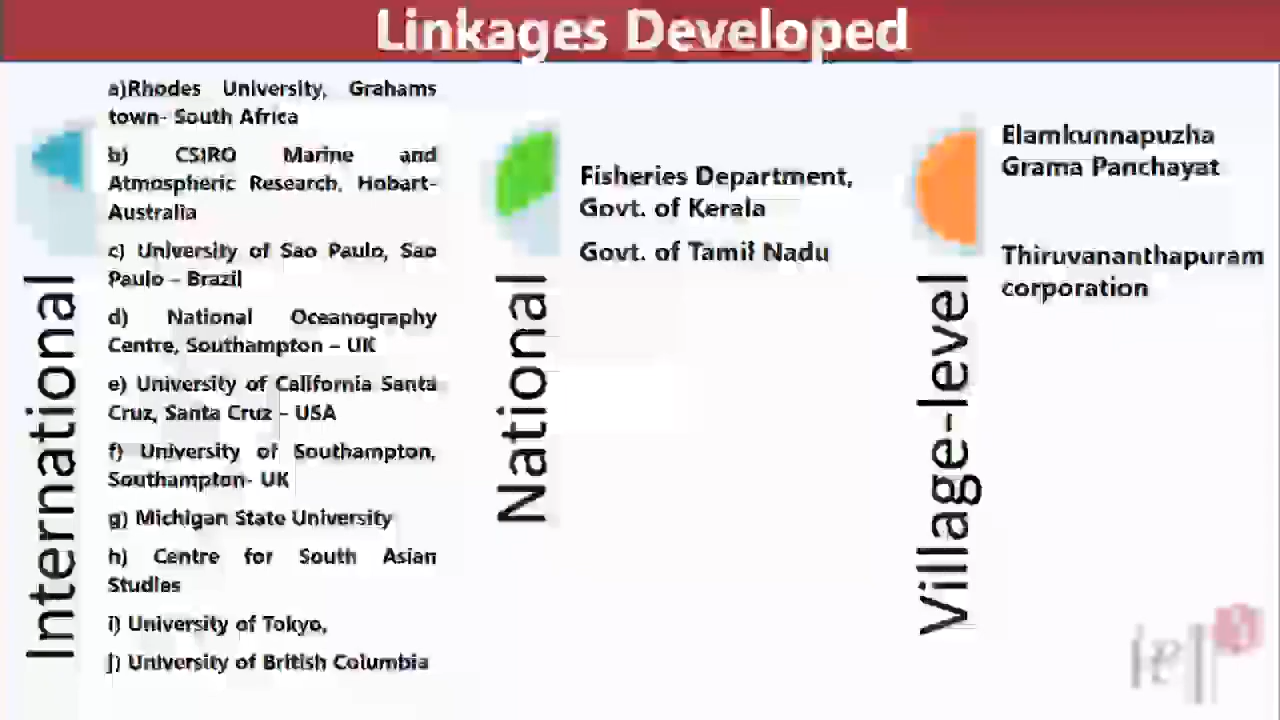 Linkages Developed
International
a)Rhodes University, Grahams
town- South Africa
b) CSIRO Marine and
Atmospheric Research, Hobart-
Australia
c) University of Sao Paulo, Sao
Paulo – Brazil
d) National Oceanography
Centre, Southampton – UK
e) University of California Santa
Cruz, Santa Cruz – USA
f) University of Southampton,
Southampton- UK
g) Michigan State University
h) Centre for South Asian
Studies
i) University of Tokyo,
j) University of British Columbia
National
Fisheries Department,
Govt. of Kerala
Govt. of Tamil Nadu
Village-level
Elamkunnapuzha
Grama Panchayat
Thiruvananthapuram
corporation